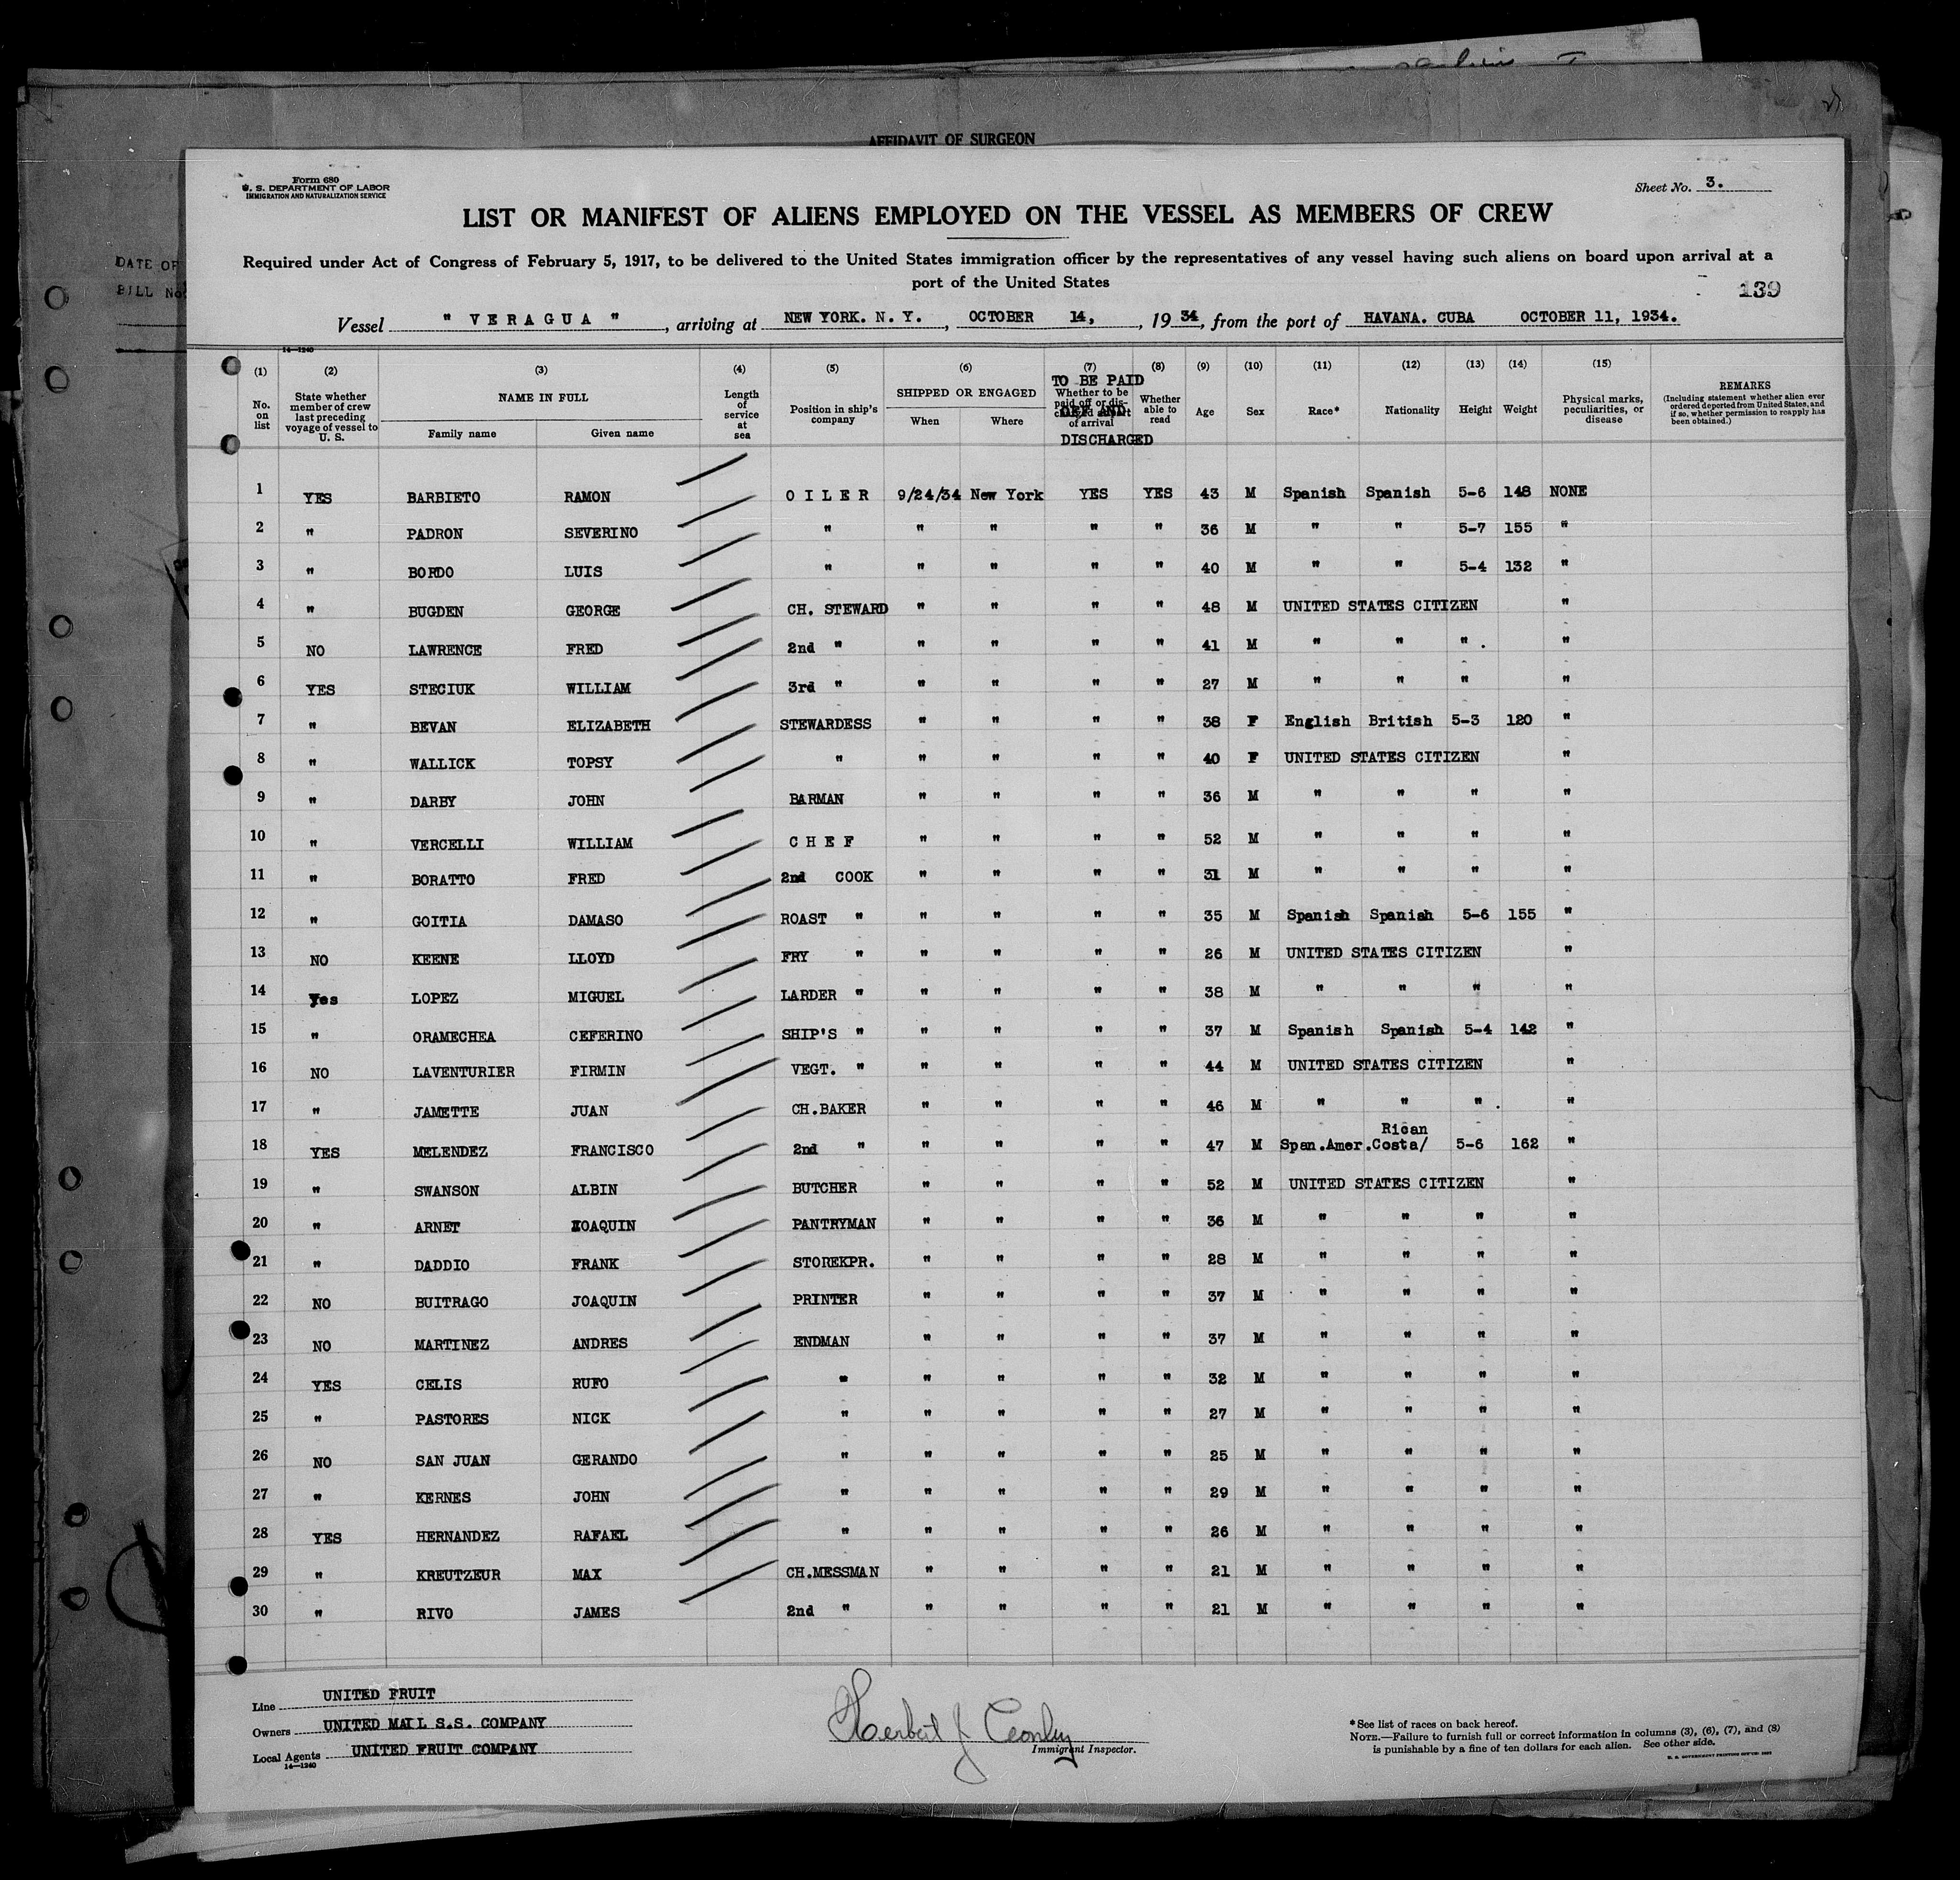 AFFIDAVIT OF SURGEON
DATE OF
BILL No.
Form 680
U. S. DEPARTMENT OF LABOR
IMMIGRATION AND NATURALIZATION SERVICE
Sheet No. 3.
LIST OR MANIFEST OF ALIENS EMPLOYED ON THE VESSEL AS MEMBERS OF CREW
Required under Act of Congress of February 5, 1917, to be delivered to the United States immigration officer by the representatives of any vessel having such aliens on board upon arrival at a
port of the United States
139
Vessel " VERAGUA ", arriving at NEW YORK. N. Y., OCTOBER 14, , 19 34, from the port of HAVANA. CUBA OCTOBER 11, 1934.
14—1240
(1) (2) (3) (4) (5) (6) (7) (8) (9) (10) (11) (12) (13) (14) (15)
No. on list
State whether member of crew last preceding voyage of vessel to U. S.
NAME IN FULL
Family name Given name
Length of service at sea
Position in ship's company
SHIPPED OR ENGAGED
When Where
TO BE PAID OFF AND DISCHARGED
Whether to be paid off or discharged at port of arrival
Whether able to read
Age
Sex
Race*
Nationality
Height
Weight
Physical marks, peculiarities, or disease
REMARKS
(Including statement whether alien ever ordered deported from United States, and if so, whether permission to reapply has been obtained.)
1 YES BARBIETO RAMON OILER 9/24/34 New York YES YES 43 M Spanish Spanish 5-6 148 NONE
2 " PADRON SEVERINO " " " " " 36 M " " 5-7 155 "
3 " BORDO LUIS " " " " " 40 M " " 5-4 132 "
4 " BUGDEN GEORGE CH. STEWARD " " " " 48 M UNITED STATES CITIZEN "
5 NO LAWRENCE FRED 2nd " " " " " 41 M " " " . "
6 YES STECIUK WILLIAM 3rd " " " " " 27 M " " " "
7 " BEVAN ELIZABETH STEWARDESS " " " " 38 F English British 5-3 120 "
8 " WALLICK TOPSY " " " " " 40 F UNITED STATES CITIZEN "
9 " DARBY JOHN BARMAN " " " " 36 M " " " "
10 " VERCELLI WILLIAM CHEF " " " " 52 M " " " "
11 " BORATTO FRED 2nd COOK " " " " 31 M " " " "
12 " GOITIA DAMASO ROAST " " " " " 35 M Spanish Spanish 5-6 155 "
13 NO KEENE LLOYD FRY " " " " " 26 M UNITED STATES CITIZEN "
14 Yes LOPEZ MIGUEL LARDER " " " " " 38 M " " " "
15 " ORAMECHEA CEFERINO SHIP'S " " " " " 37 M Spanish Spanish 5-4 142 "
16 NO LAVENTURIER FIRMIN VEGT. " " " " " 44 M UNITED STATES CITIZEN "
17 " JAMETTE JUAN CH.BAKER " " " " 46 M " " " . "
18 YES MELENDEZ FRANCISCO 2nd " " " " " 47 M Span.Amer. Costa/ Rican 5-6 162 "
19 " SWANSON ALBIN BUTCHER " " " " 52 M UNITED STATES CITIZEN "
20 " ARNET JOAQUIN PANTRYMAN " " " " 36 M " " " "
21 " DADDIO FRANK STOREKPR. " " " " 28 M " " " "
22 NO BUITRAGO JOAQUIN PRINTER " " " " 37 M " " " "
23 NO MARTINEZ ANDRES ENDMAN " " " " 37 M " " " "
24 YES CELIS RUFO " " " " " 32 M " " " "
25 " PASTORES NICK " " " " " 27 M " " " "
26 NO SAN JUAN GERANDO " " " " " 25 M " " " "
27 " KERNES JOHN " " " " " 29 M " " " "
28 YES HERNANDEZ RAFAEL " " " " " 26 M " " " "
29 " KREUTZEUR MAX CH.MESSMAN " " " " 21 M " " " "
30 " RIVO JAMES 2nd " " " " " 21 M " " " "
Line UNITED FRUIT
Owners UNITED MAIL S.S. COMPANY
Local Agents UNITED FRUIT COMPANY
14—1240
Herbert J
Immigrant Inspector.
*See list of races on back hereof.
NOTE.—Failure to furnish full or correct information in columns (3), (6), (7), and (8)
is punishable by a fine of ten dollars for each alien. See other side.